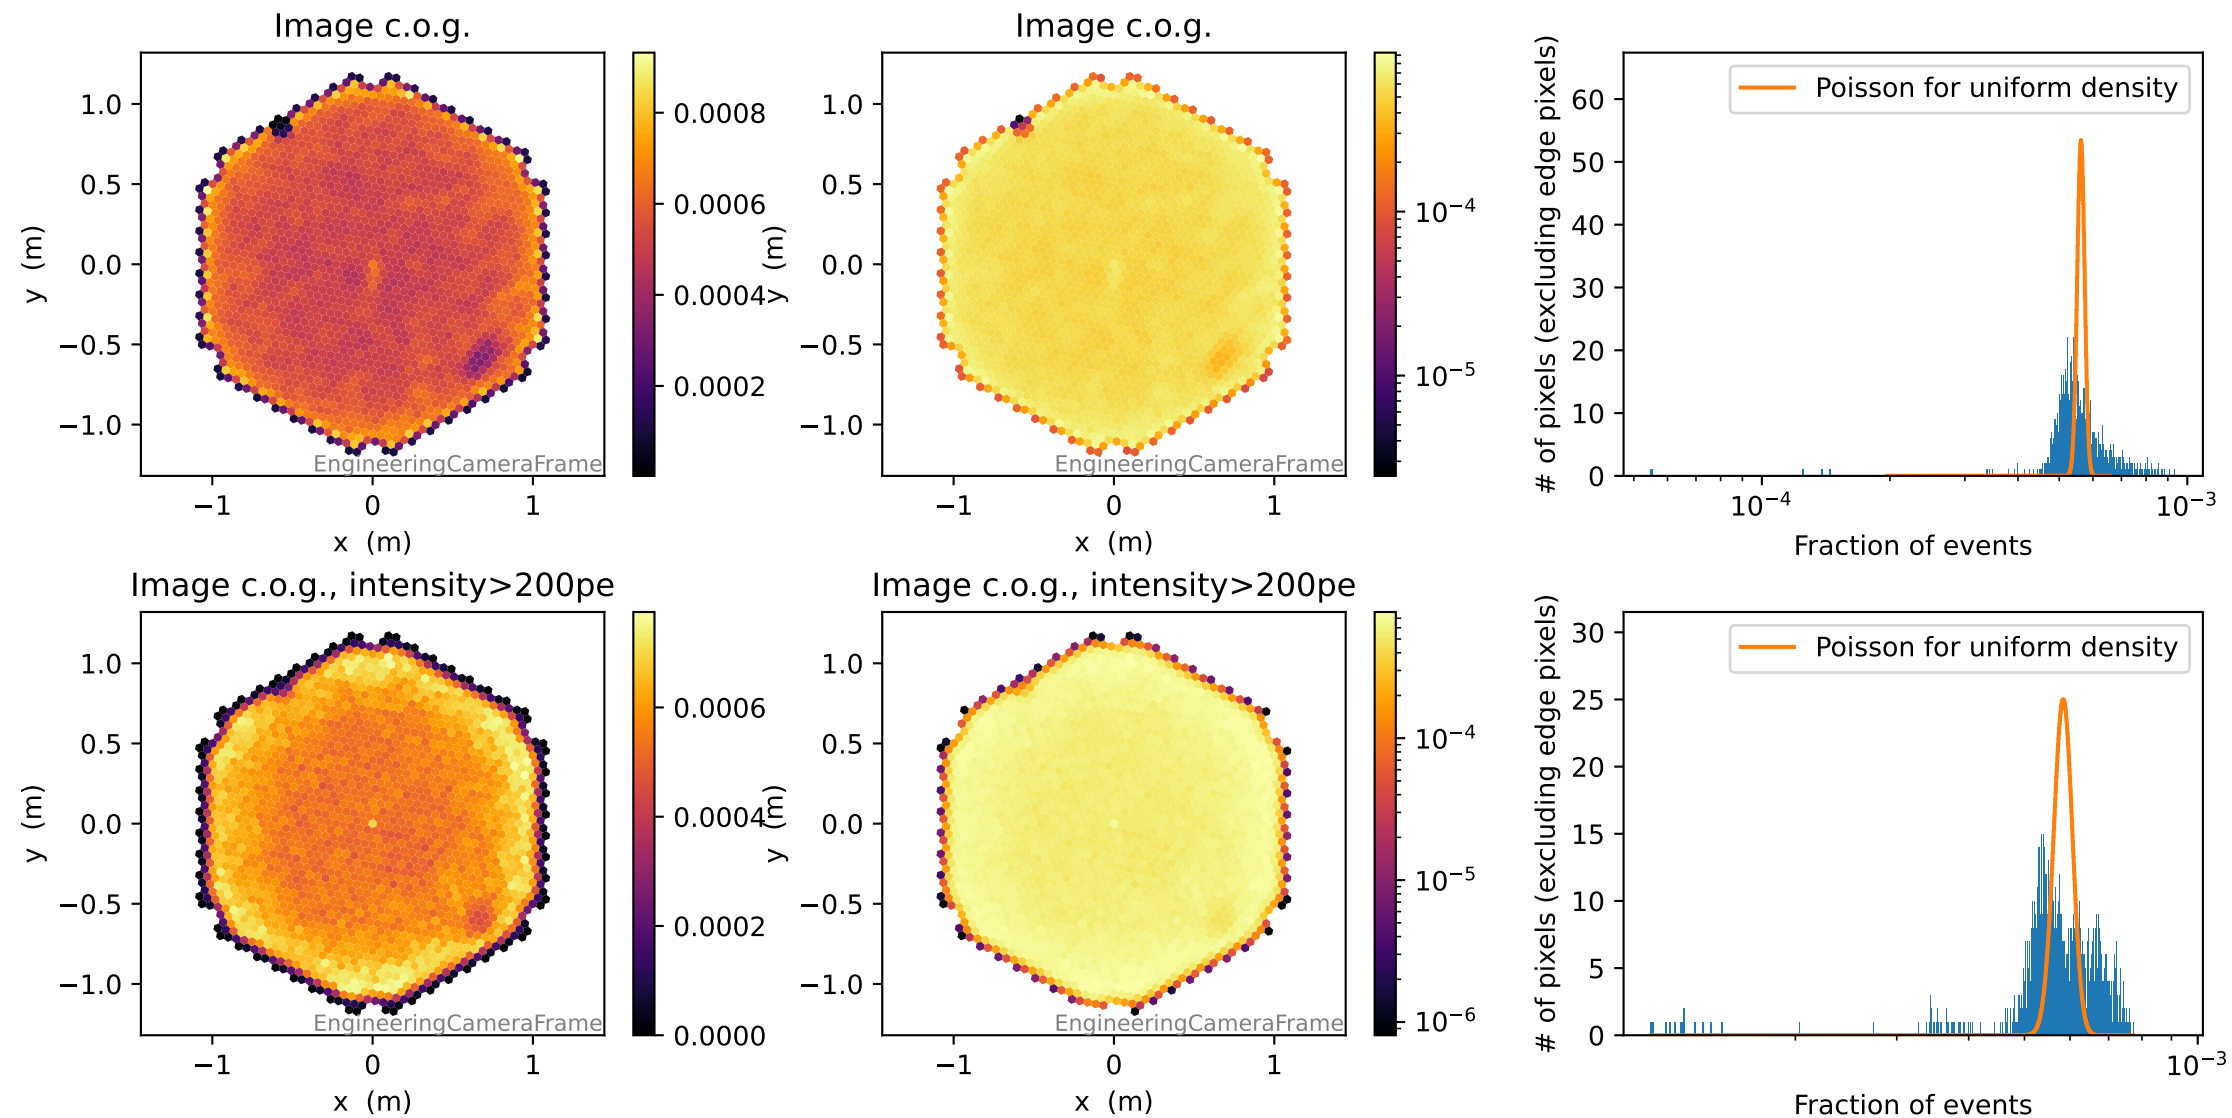 Image c.o.g.
1.0
0.5
0.0
−0.5
−1.0
y (m)
−1 0 1
x (m)
EngineeringCameraFrame
0.0008
0.0006
0.0004
0.0002
Image c.o.g.
1.0
0.5
0.0
−0.5
−1.0
y (m)
−1 0 1
x (m)
EngineeringCameraFrame
10⁻⁴
10⁻⁵
# of pixels (excluding edge pixels)
60
50
40
30
20
10
0
Poisson for uniform density
10⁻⁴ 10⁻³
Fraction of events
Image c.o.g., intensity>200pe
1.0
0.5
0.0
−0.5
−1.0
y (m)
−1 0 1
x (m)
EngineeringCameraFrame
0.0006
0.0004
0.0002
0.0000
Image c.o.g., intensity>200pe
1.0
0.5
0.0
−0.5
−1.0
y (m)
−1 0 1
x (m)
EngineeringCameraFrame
10⁻⁴
10⁻⁵
10⁻⁶
# of pixels (excluding edge pixels)
30
25
20
15
10
5
0
Poisson for uniform density
10⁻³
Fraction of events